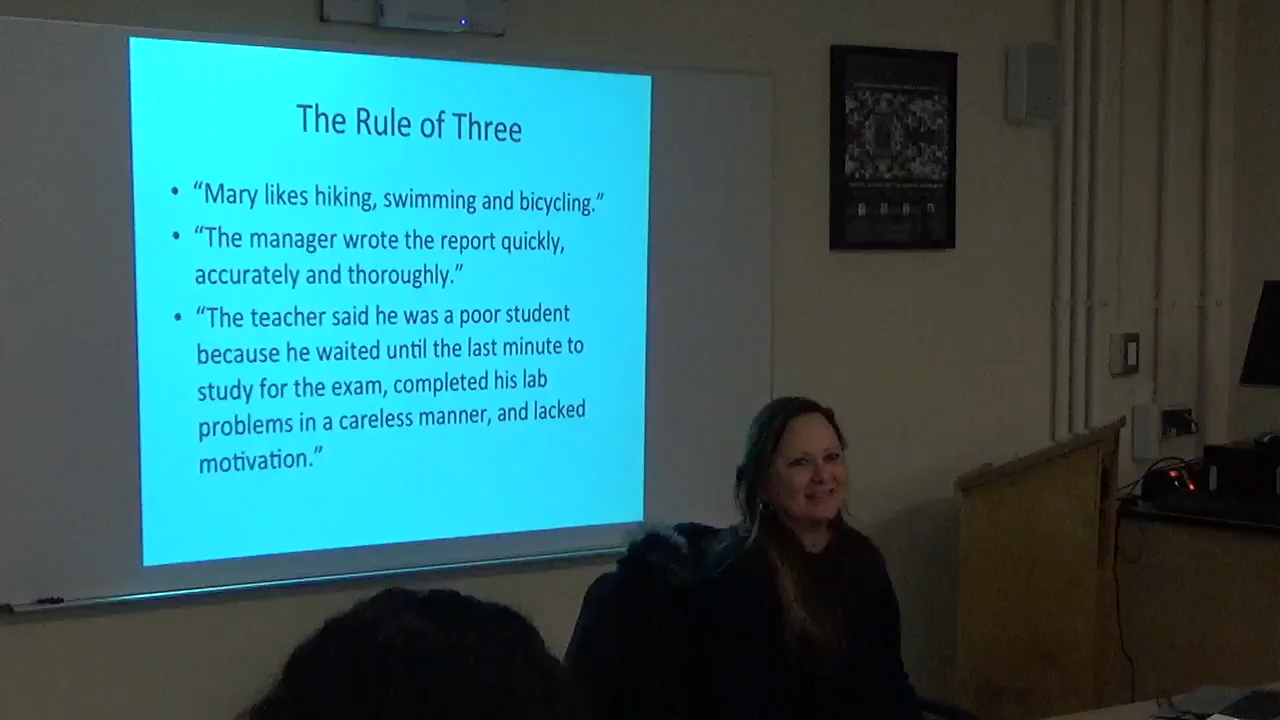 The Rule of Three
• “Mary likes hiking, swimming and bicycling.”
• “The manager wrote the report quickly,
accurately and thoroughly.”
• “The teacher said he was a poor student
because he waited until the last minute to
study for the exam, completed his lab
problems in a careless manner, and lacked
motivation.”